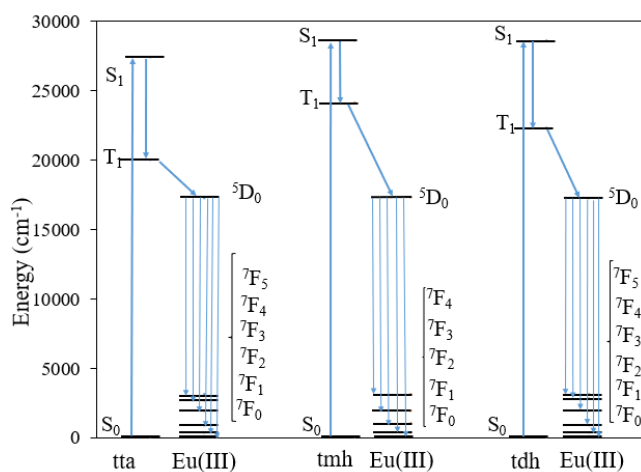 30000
25000
20000
15000
10000
5000
0
Energy (cm⁻¹)
S₁
T₁
⁵D₀
⁷F₅
⁷F₄
⁷F₃
⁷F₂
⁷F₁
⁷F₀
S₀
tta
Eu(III)
S₁
T₁
⁵D₀
⁷F₄
⁷F₃
⁷F₂
⁷F₁
⁷F₀
S₀
tmh
Eu(III)
S₁
T₁
⁵D₀
⁷F₅
⁷F₄
⁷F₃
⁷F₂
⁷F₁
⁷F₀
S₀
tdh
Eu(III)